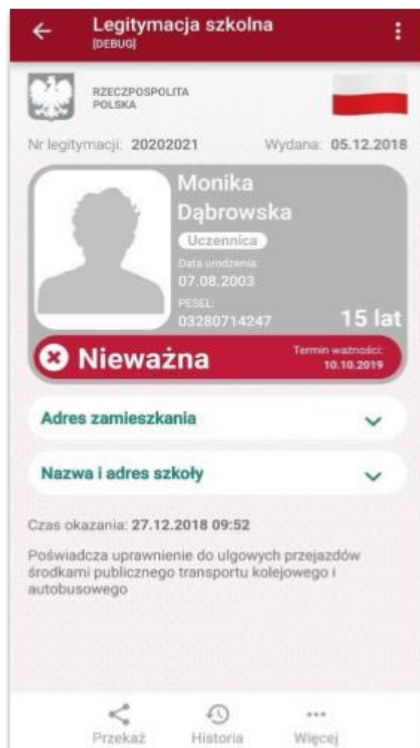 Legitymacja szkolna
[DEBUG]
RZECZPOSPOLITA
POLSKA
Nr legitymacji: 20202021 Wydana: 05.12.2018
Monika
Dąbrowska
Uczennica
Data urodzenia:
07.08.2003
PESEL:
03280714247 15 lat
Nieważna Termin ważności:
10.10.2019
Adres zamieszkania
Nazwa i adres szkoły
Czas okazania: 27.12.2018 09:52
Poświadcza uprawnienie do ulgowych przejazdów
środkami publicznego transportu kolejowego i
autobusowego
Przekaż Historia Więcej